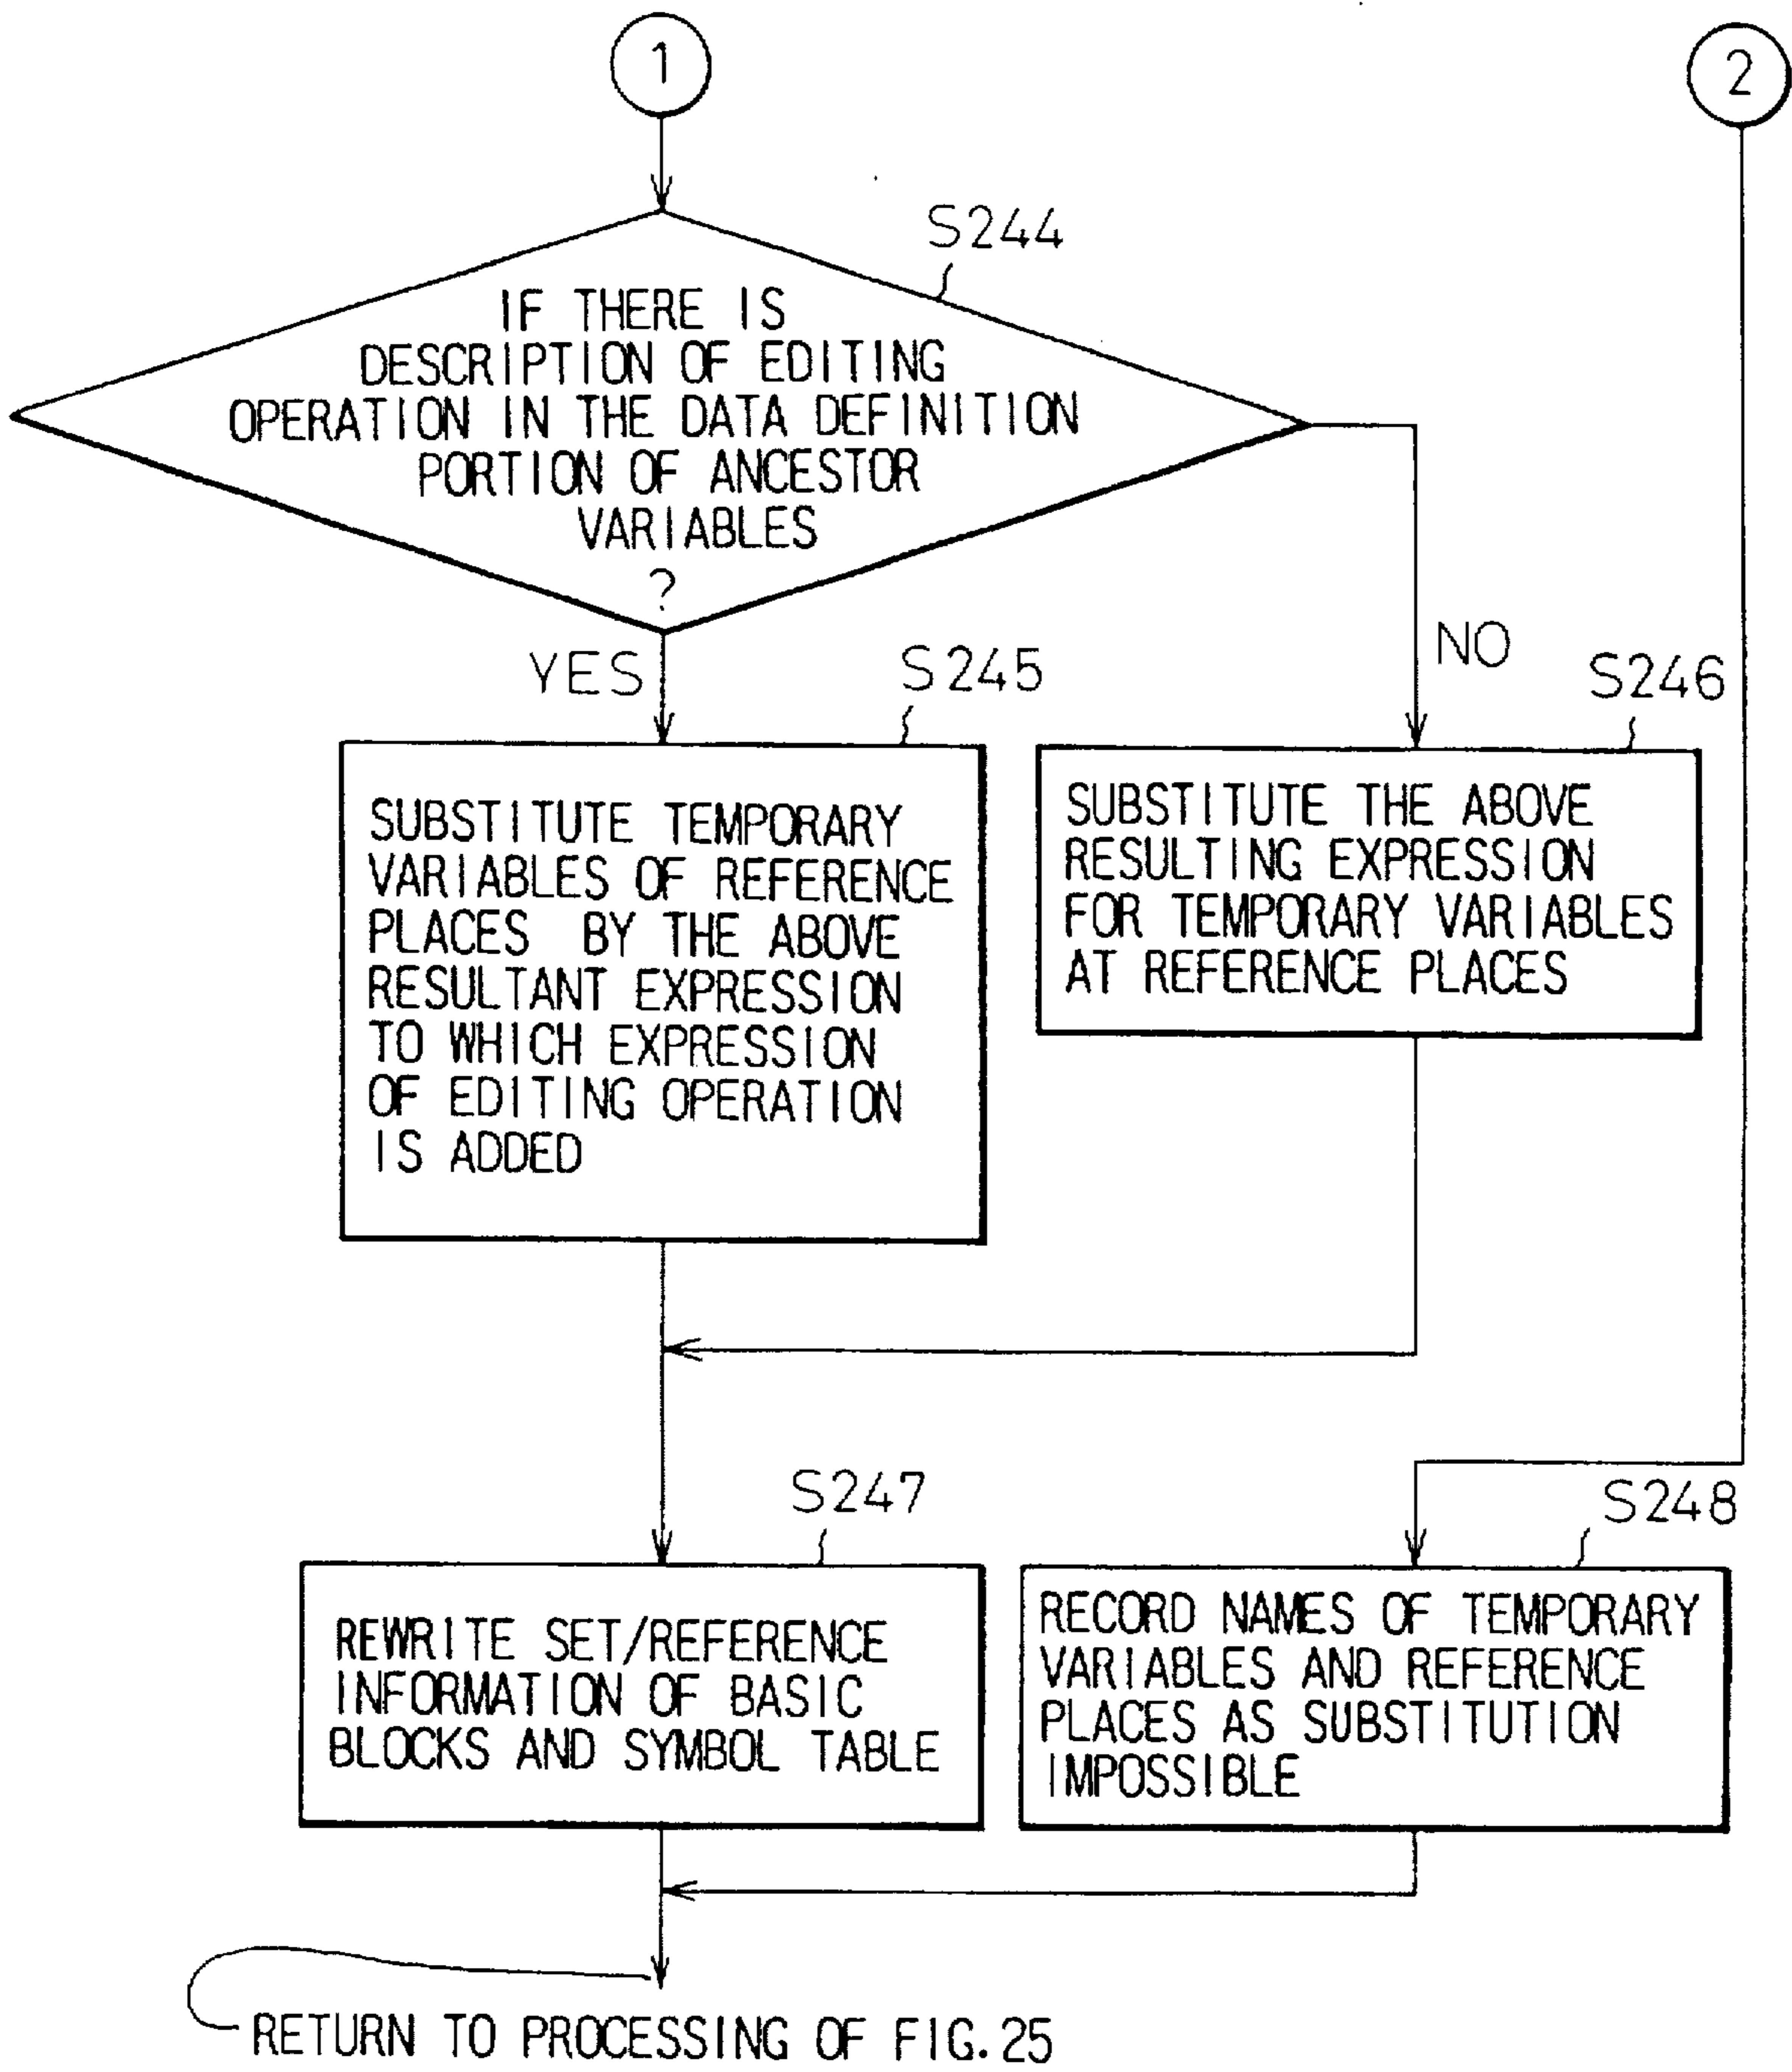 1
2
S244
IF THERE IS
DESCRIPTION OF EDITING
OPERATION IN THE DATA DEFINITION
PORTION OF ANCESTOR
VARIABLES
?
YES
NO
S245
S246
SUBSTITUTE TEMPORARY
VARIABLES OF REFERENCE
PLACES BY THE ABOVE
RESULTANT EXPRESSION
TO WHICH EXPRESSION
OF EDITING OPERATION
IS ADDED
SUBSTITUTE THE ABOVE
RESULTING EXPRESSION
FOR TEMPORARY VARIABLES
AT REFERENCE PLACES
S247
S248
REWRITE SET/REFERENCE
INFORMATION OF BASIC
BLOCKS AND SYMBOL TABLE
RECORD NAMES OF TEMPORARY
VARIABLES AND REFERENCE
PLACES AS SUBSTITUTION
IMPOSSIBLE
RETURN TO PROCESSING OF FIG.25